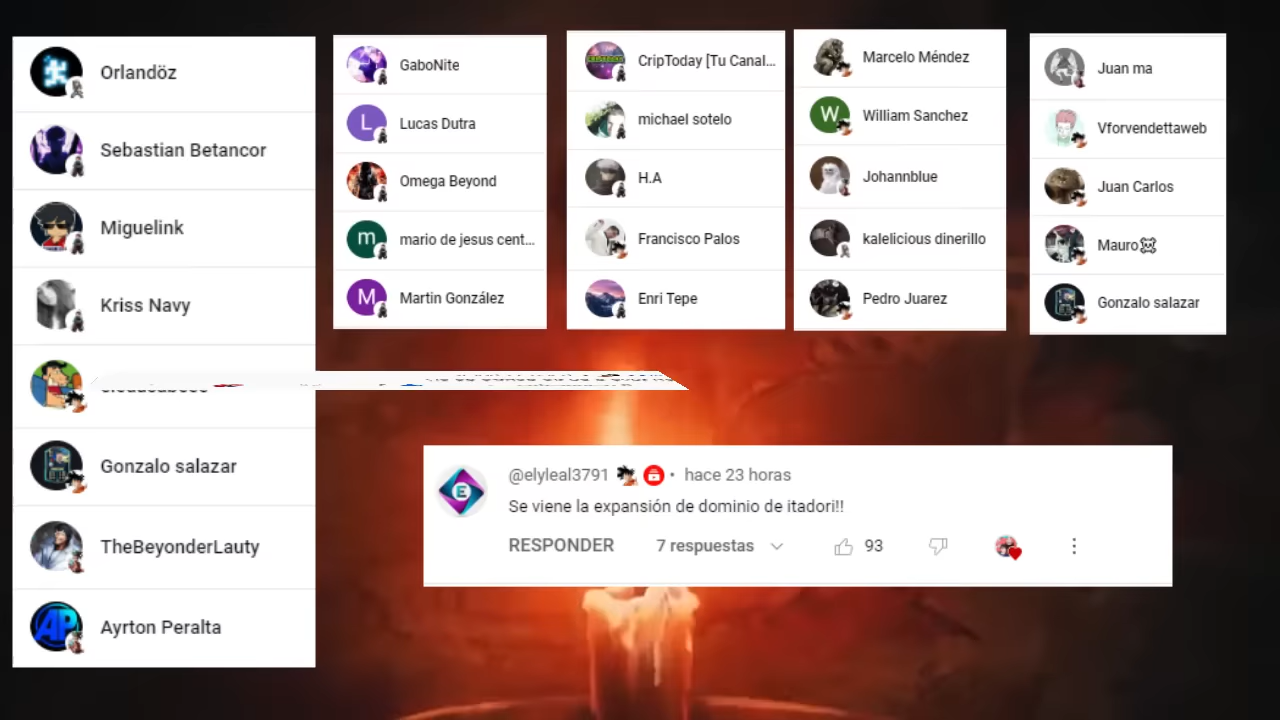 Orlandöz
Sebastian Betancor
Miguelink
Kriss Navy
Gonzalo salazar
TheBeyonderLauty
AP
Ayrton Peralta
GaboNite
L
Lucas Dutra
Omega Beyond
m
mario de jesus cent...
M
Martin González
CripToday [Tu Canal...
michael sotelo
H.A
Francisco Palos
Enri Tepe
Marcelo Méndez
W
William Sanchez
Johannblue
kalelicious dinerillo
Pedro Juarez
Juan ma
Vforvendettaweb
Juan Carlos
Mauro☠
Gonzalo salazar
E
@elyleal3791 • hace 23 horas
Se viene la expansión de dominio de itadori!!
RESPONDER 7 respuestas 93